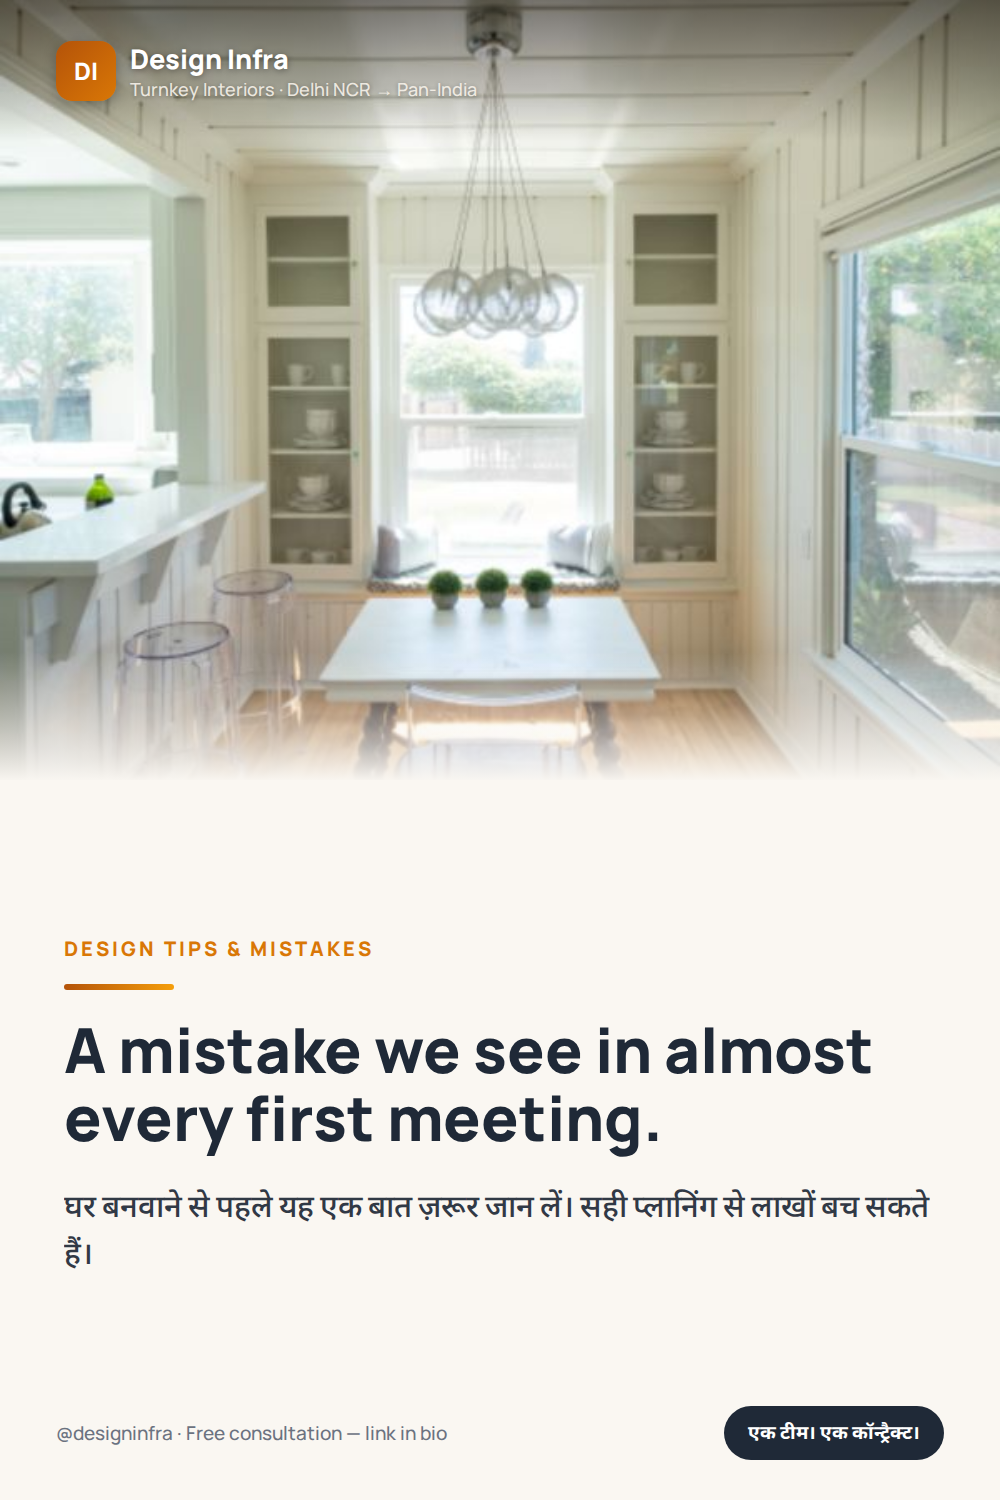 DI
Design Infra
Turnkey Interiors · Delhi NCR → Pan-India
DESIGN TIPS & MISTAKES
A mistake we see in almost
every first meeting.
घर बनवाने से पहले यह एक बात ज़रूर जान लें। सही प्लानिंग से लाखों बच सकते
हैं।
@designinfra · Free consultation — link in bio
एक टीम। एक कॉन्ट्रैक्ट।